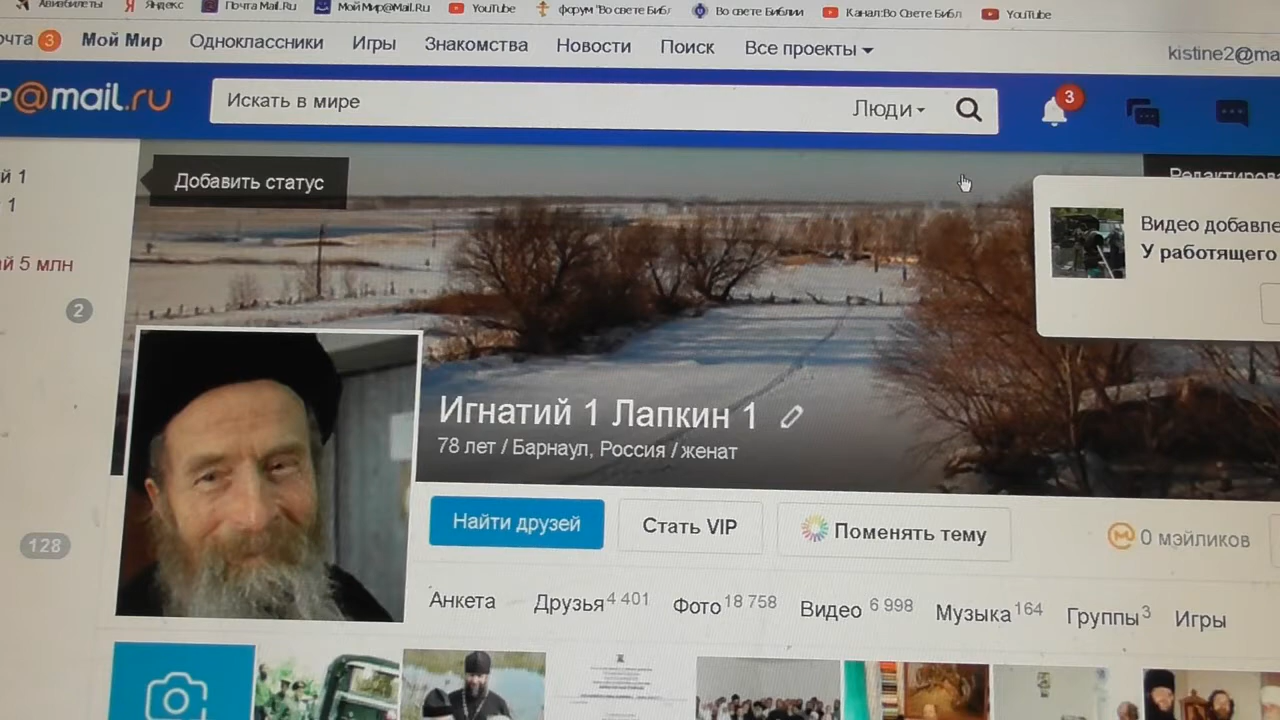 Авиабилеты Яндекс Почта Mail.Ru МойМир@Mail.Ru YouTube форум "Во свете Библ Во свете Библии Канал:Во Свете Библ YouTube
очта 3 Мой Мир Одноклассники Игры Знакомства Новости Поиск Все проекты kistine2@ma
Р@mail.ru Искать в мире Люди 3
й 1
1
й 5 млн
2
128
Добавить статус
Редактирова
Видео добавле
У работящего
Игнатий 1 Лапкин 1
78 лет / Барнаул, Россия / женат
Найти друзей Стать VIP Поменять тему 0 мэйликов
Анкета Друзья 4 401 Фото 18 758 Видео 6 998 Музыка 164 Группы 3 Игры